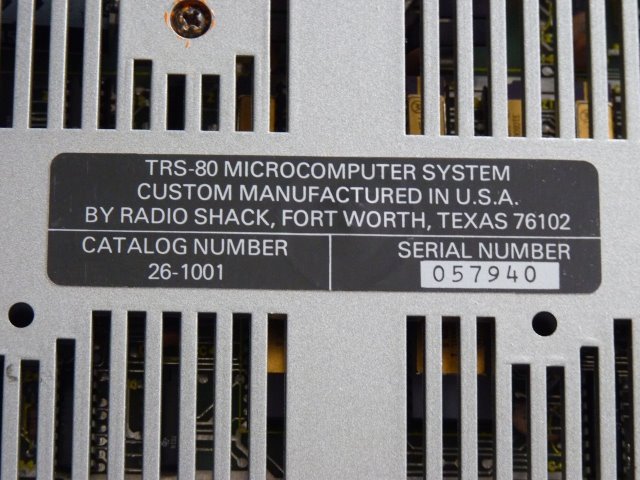 TRS-80 MICROCOMPUTER SYSTEM
CUSTOM MANUFACTURED IN U.S.A.
BY RADIO SHACK, FORT WORTH, TEXAS 76102
CATALOG NUMBER
26-1001
SERIAL NUMBER
057940